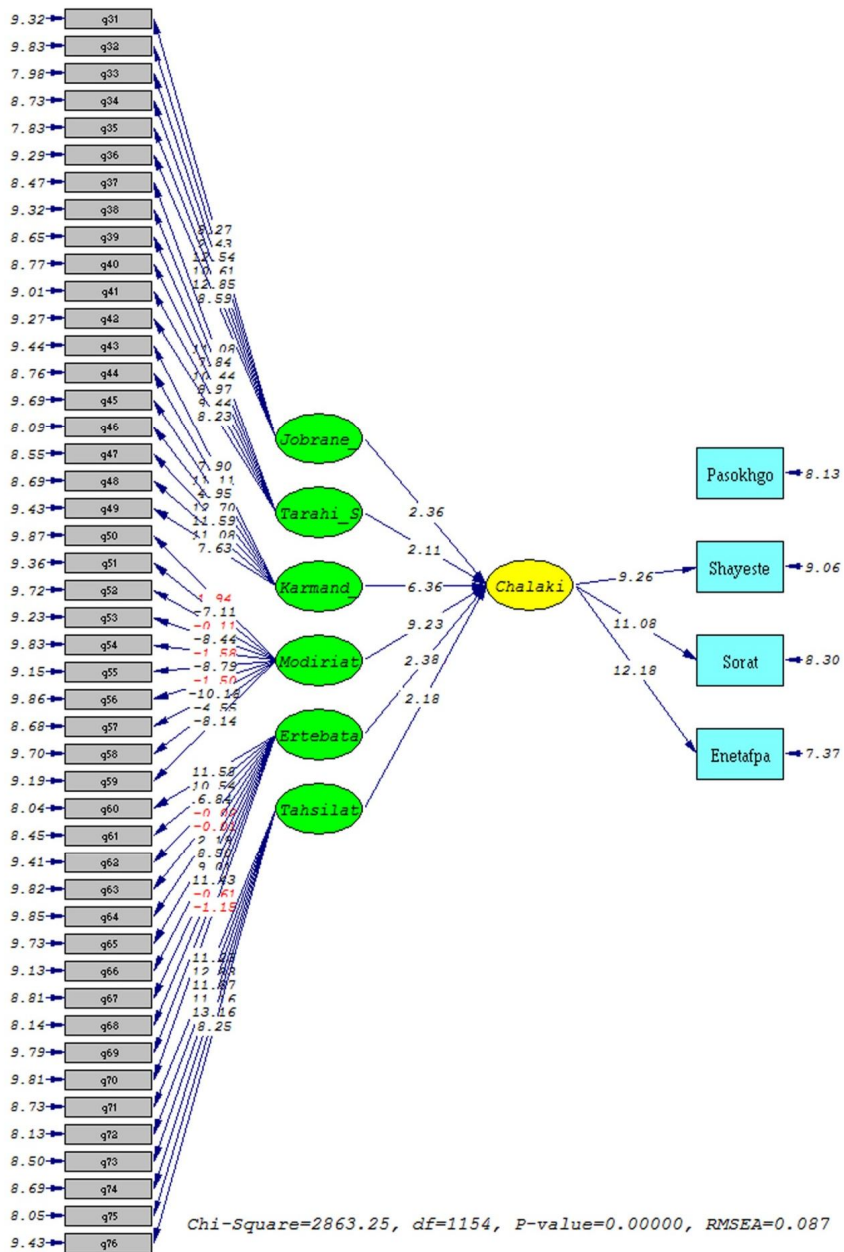 9.32 q31
9.83 q32
7.98 q33
8.73 q34
7.83 q35
9.29 q36
8.47 q37
9.32 q38
8.65 q39
8.77 q40
9.01 q41
9.27 q42
9.44 q43
8.76 q44
9.69 q45
8.09 q46
8.55 q47
8.69 q48
9.43 q49
9.87 q50
9.36 q51
9.72 q52
9.23 q53
9.83 q54
9.15 q55
9.86 q56
8.68 q57
9.70 q58
9.19 q59
8.04 q60
8.45 q61
9.41 q62
9.82 q63
9.85 q64
9.73 q65
9.13 q66
8.81 q67
8.14 q68
9.79 q69
9.81 q70
8.73 q71
8.13 q72
8.50 q73
8.69 q74
8.05 q75
9.43 q76
12.54
10.61
12.85
8.59
7.84
10.44
9.97
9.44
8.23
7.90
11.11
4.95
12.70
11.59
11.08
7.63
1.94
-7.11
-0.11
-8.44
-1.58
-8.79
-1.50
-10.18
-8.14
11.58
10.54
6.84
11.43
-0.61
-1.15
13.16
8.25
Jobrane_
Tarahi_S
Karmand_
Modiriat
Ertebata
Tahsilat
2.36
2.11
6.36
9.23
2.38
2.18
Chalaki
9.26
11.08
12.18
Pasokhgo 8.13
Shayeste 9.06
Sorat 8.30
Enetafpa 7.37
Chi-Square=2863.25, df=1154, P-value=0.00000, RMSEA=0.087